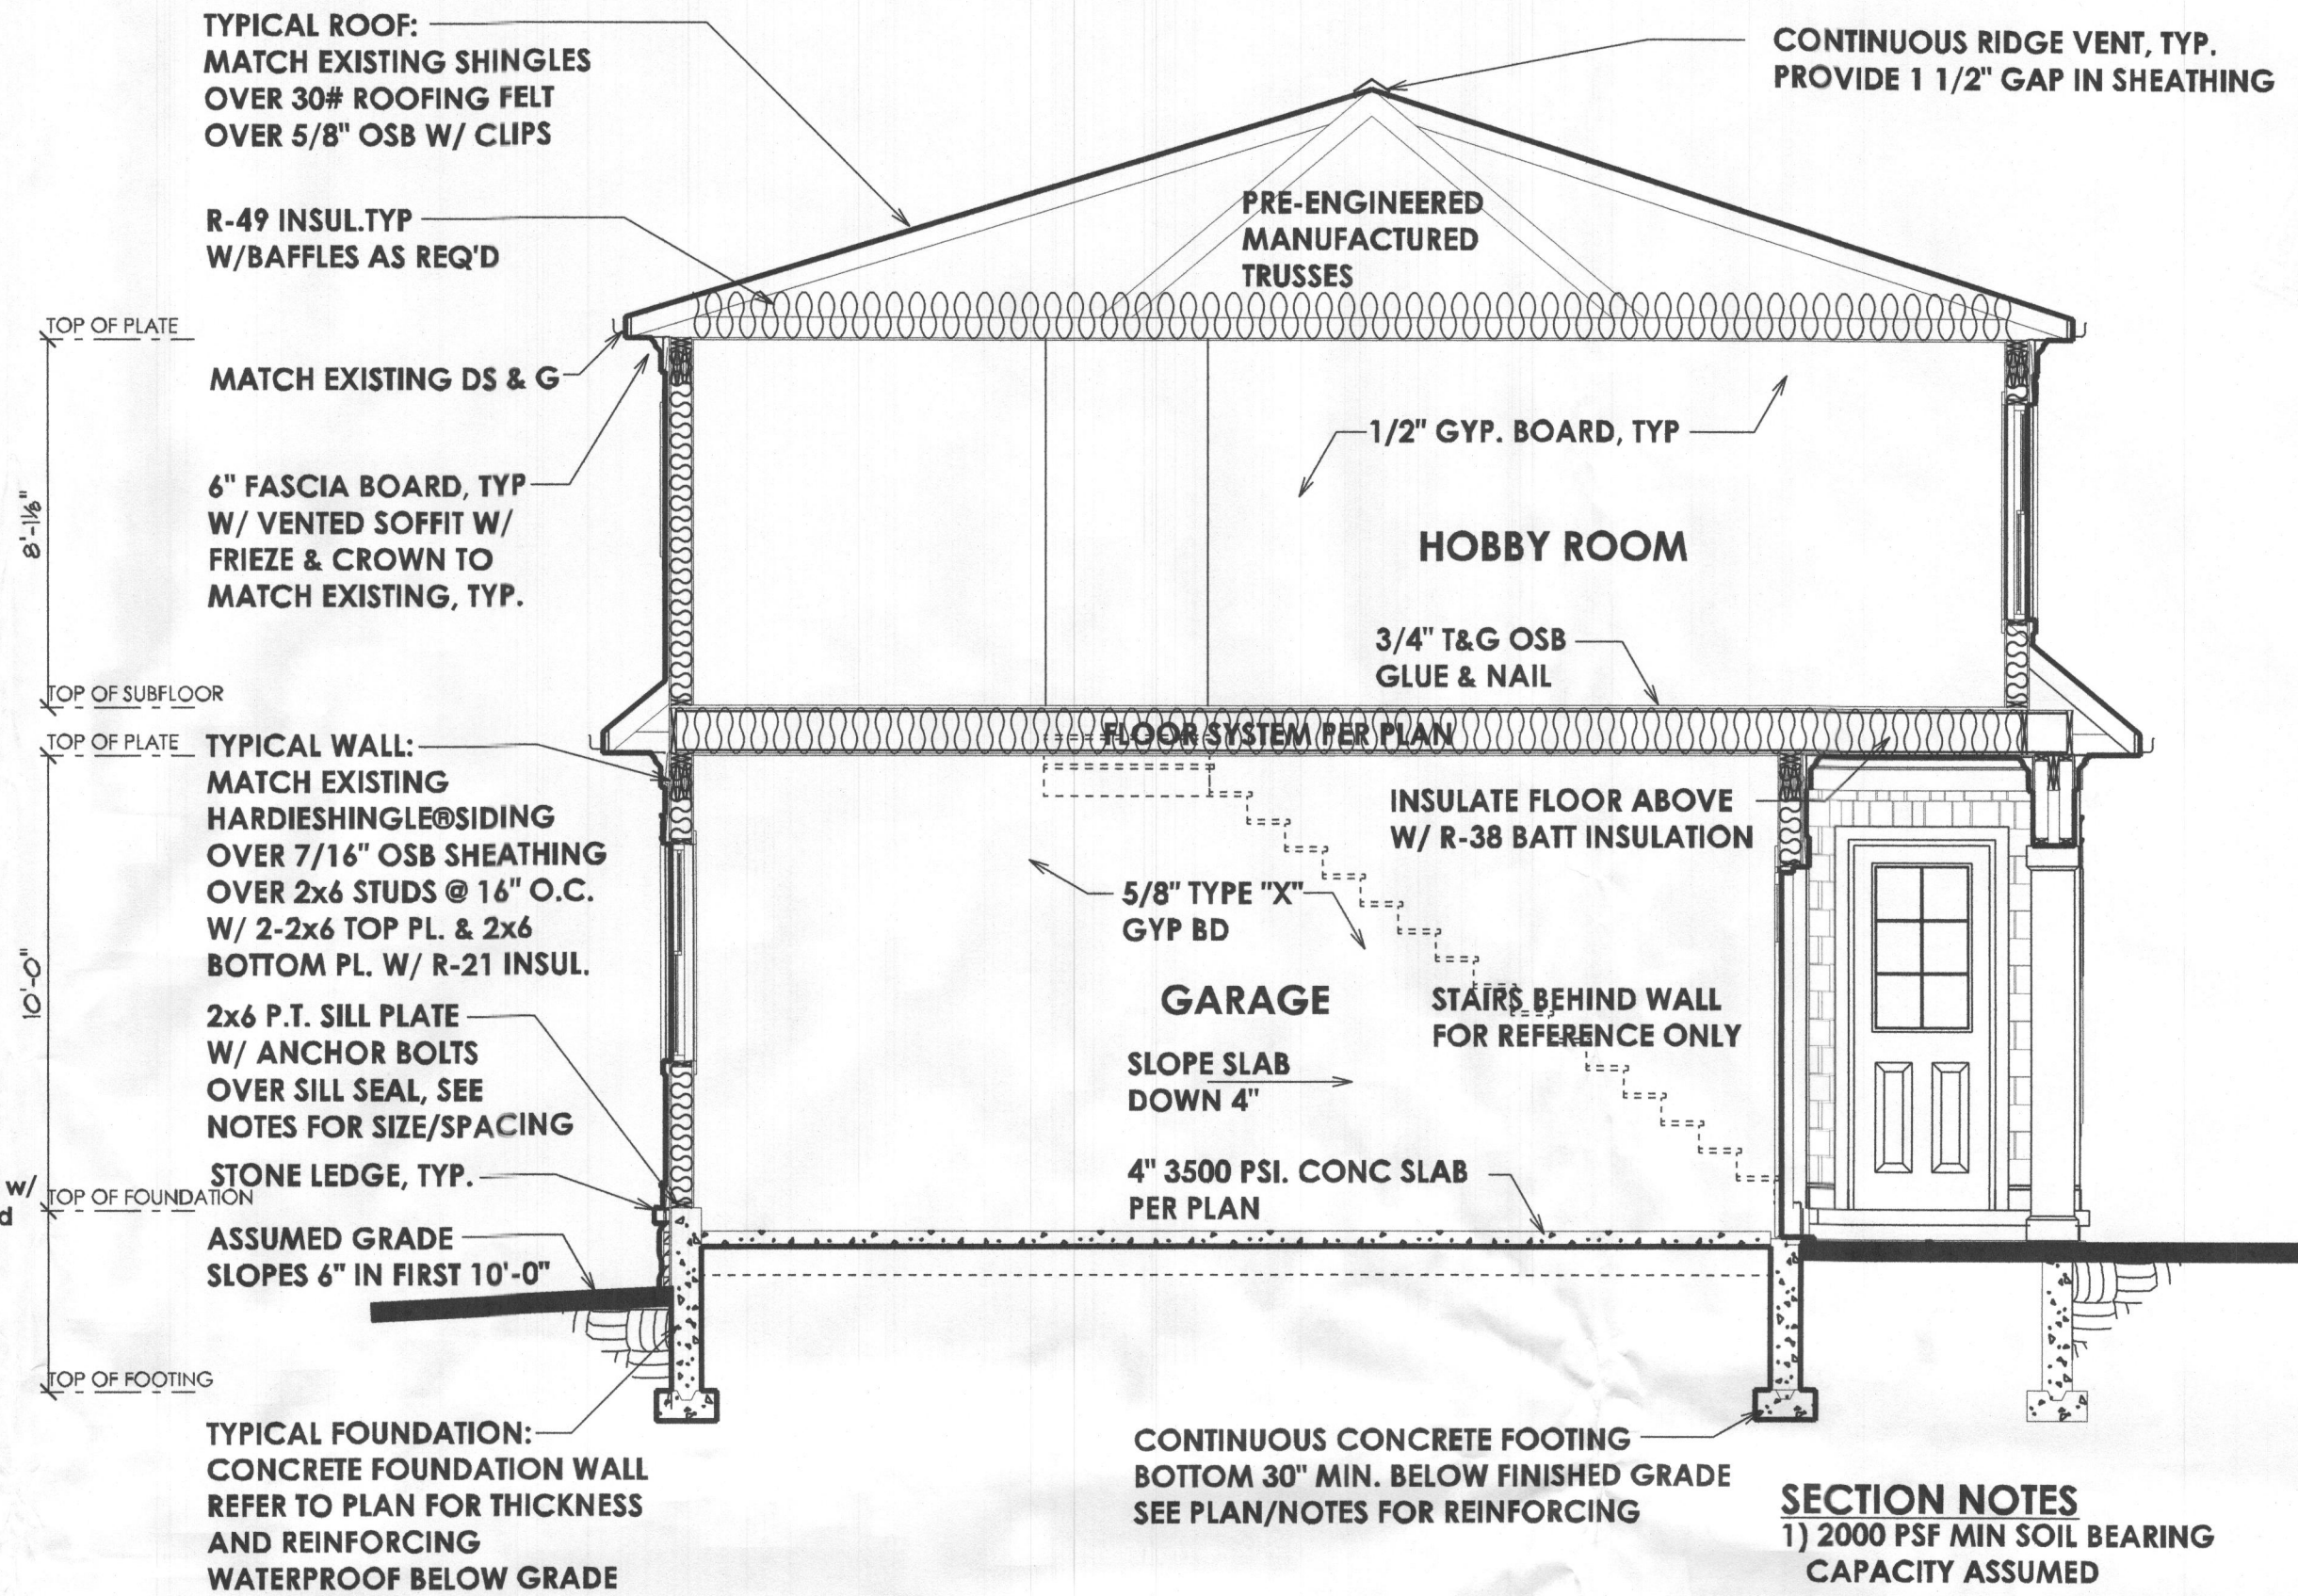 TYPICAL ROOF:
MATCH EXISTING SHINGLES
OVER 30# ROOFING FELT
OVER 5/8" OSB W/ CLIPS
CONTINUOUS RIDGE VENT, TYP.
PROVIDE 1 1/2" GAP IN SHEATHING
R-49 INSUL.TYP
W/BAFFLES AS REQ'D
PRE-ENGINEERED
MANUFACTURED
TRUSSES
TOP OF PLATE
MATCH EXISTING DS & G
1/2" GYP. BOARD, TYP
6" FASCIA BOARD, TYP
W/ VENTED SOFFIT W/
FRIEZE & CROWN TO
MATCH EXISTING, TYP.
8'-1⅛"
HOBBY ROOM
3/4" T&G OSB
GLUE & NAIL
TOP OF SUBFLOOR
TOP OF PLATE
FLOOR SYSTEM PER PLAN
TYPICAL WALL:
MATCH EXISTING
HARDIESHINGLE®SIDING
OVER 7/16" OSB SHEATHING
OVER 2x6 STUDS @ 16" O.C.
W/ 2-2x6 TOP PL. & 2x6
BOTTOM PL. W/ R-21 INSUL.
INSULATE FLOOR ABOVE
W/ R-38 BATT INSULATION
5/8" TYPE "X"
GYP BD
10'-0"
GARAGE
STAIRS BEHIND WALL
FOR REFERENCE ONLY
2x6 P.T. SILL PLATE
W/ ANCHOR BOLTS
OVER SILL SEAL, SEE
NOTES FOR SIZE/SPACING
SLOPE SLAB
DOWN 4"
STONE LEDGE, TYP.
4" 3500 PSI. CONC SLAB
PER PLAN
w/
d
TOP OF FOUNDATION
ASSUMED GRADE
SLOPES 6" IN FIRST 10'-0"
TOP OF FOOTING
TYPICAL FOUNDATION:
CONCRETE FOUNDATION WALL
REFER TO PLAN FOR THICKNESS
AND REINFORCING
WATERPROOF BELOW GRADE
CONTINUOUS CONCRETE FOOTING
BOTTOM 30" MIN. BELOW FINISHED GRADE
SEE PLAN/NOTES FOR REINFORCING
SECTION NOTES
1) 2000 PSF MIN SOIL BEARING
CAPACITY ASSUMED